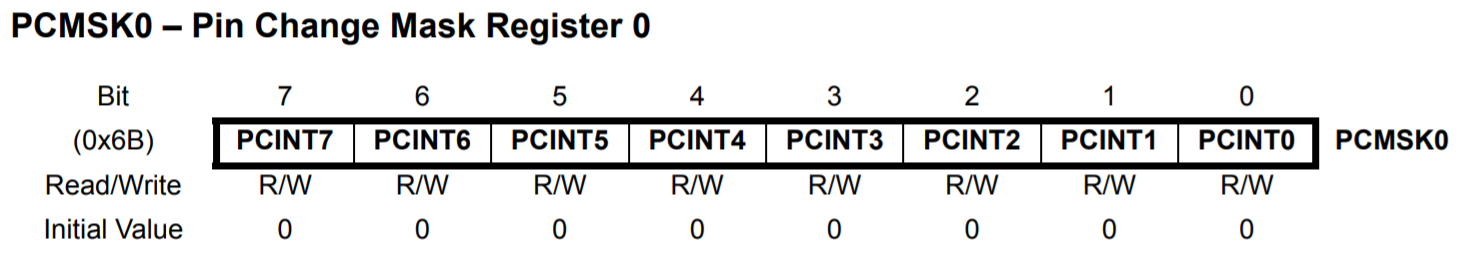 PCMSK0 – Pin Change Mask Register 0
Bit 7 6 5 4 3 2 1 0
(0x6B) PCINT7 PCINT6 PCINT5 PCINT4 PCINT3 PCINT2 PCINT1 PCINT0 PCMSK0
Read/Write R/W R/W R/W R/W R/W R/W R/W R/W
Initial Value 0 0 0 0 0 0 0 0